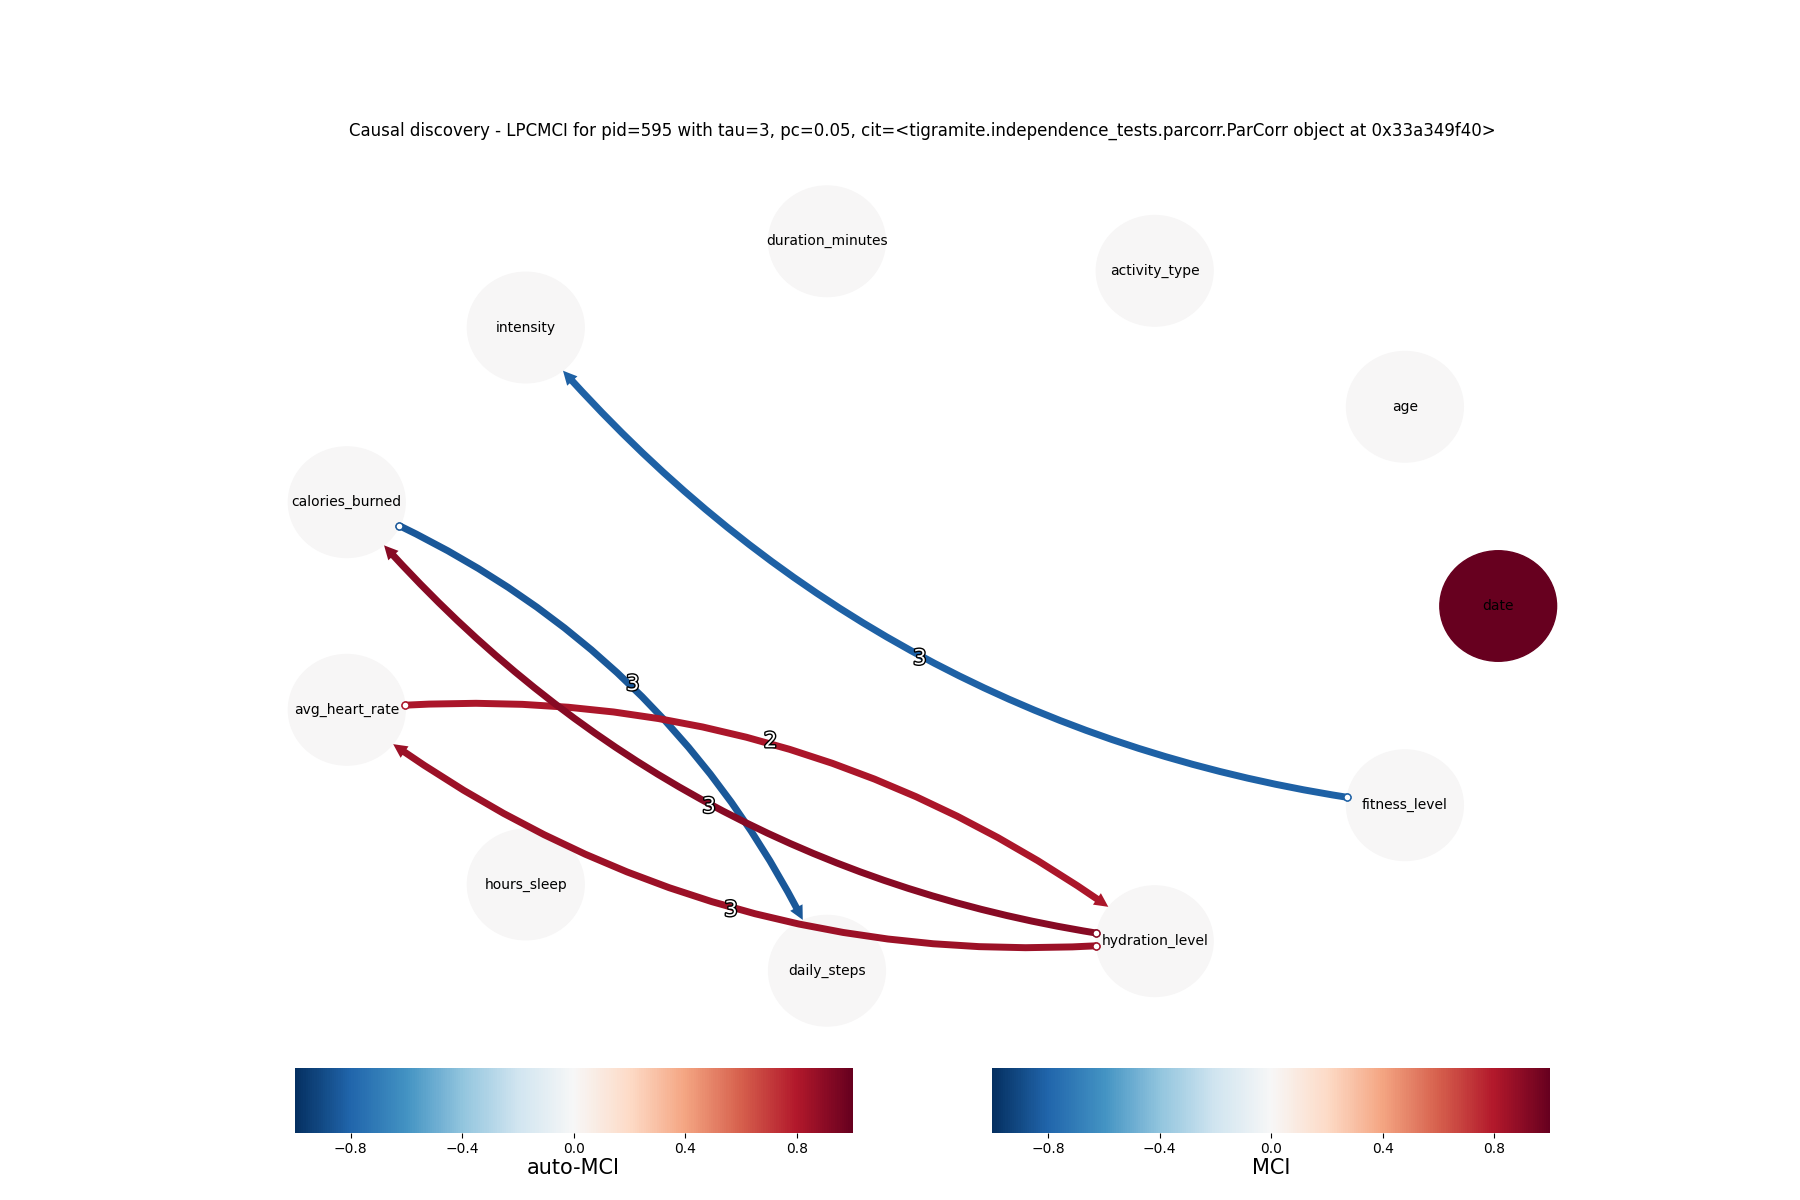 Causal discovery - LPCMCI for pid=595 with tau=3, pc=0.05, cit=<tigramite.independence_tests.parcorr.ParCorr object at 0x33a349f40>
duration_minutes
activity_type
intensity
age
calories_burned
date
3
3
avg_heart_rate
2
3
fitness_level
hours_sleep
3
hydration_level
daily_steps
−0.8 −0.4 0.0 0.4 0.8
auto-MCI
−0.8 −0.4 0.0 0.4 0.8
MCI